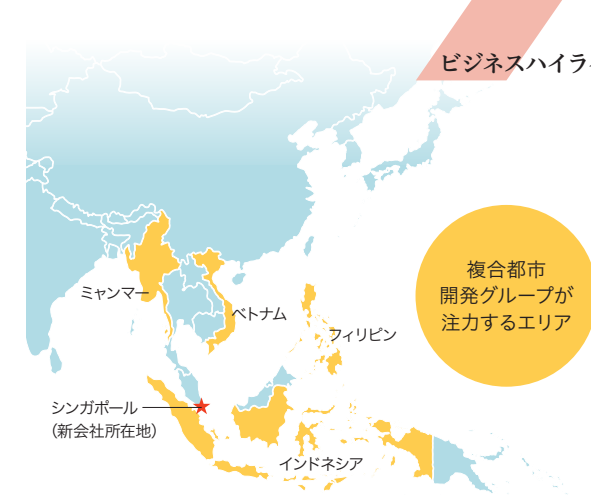 ビジネスハイラ
複合都市
開発グループが
注力するエリア
ミャンマー
ベトナム
フィリピン
シンガポール
（新会社所在地）
インドネシア